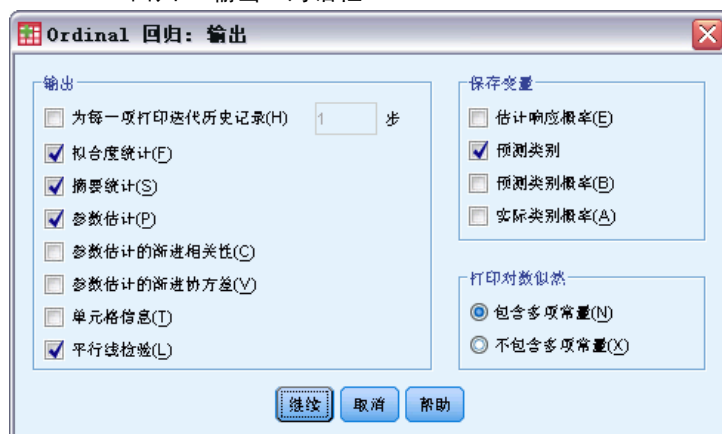 Ordinal 回归: 输出
输出
为每一项打印迭代历史记录(H) 1 步
拟合度统计(F)
摘要统计(S)
参数估计(P)
参数估计的渐进相关性(C)
参数估计的渐进协方差(V)
单元格信息(T)
平行线检验(L)
保存变量
估计响应概率(E)
预测类别
预测类别概率(B)
实际类别概率(A)
打印对数似然
包含多项常量(N)
不包含多项常量(X)
继续 取消 帮助